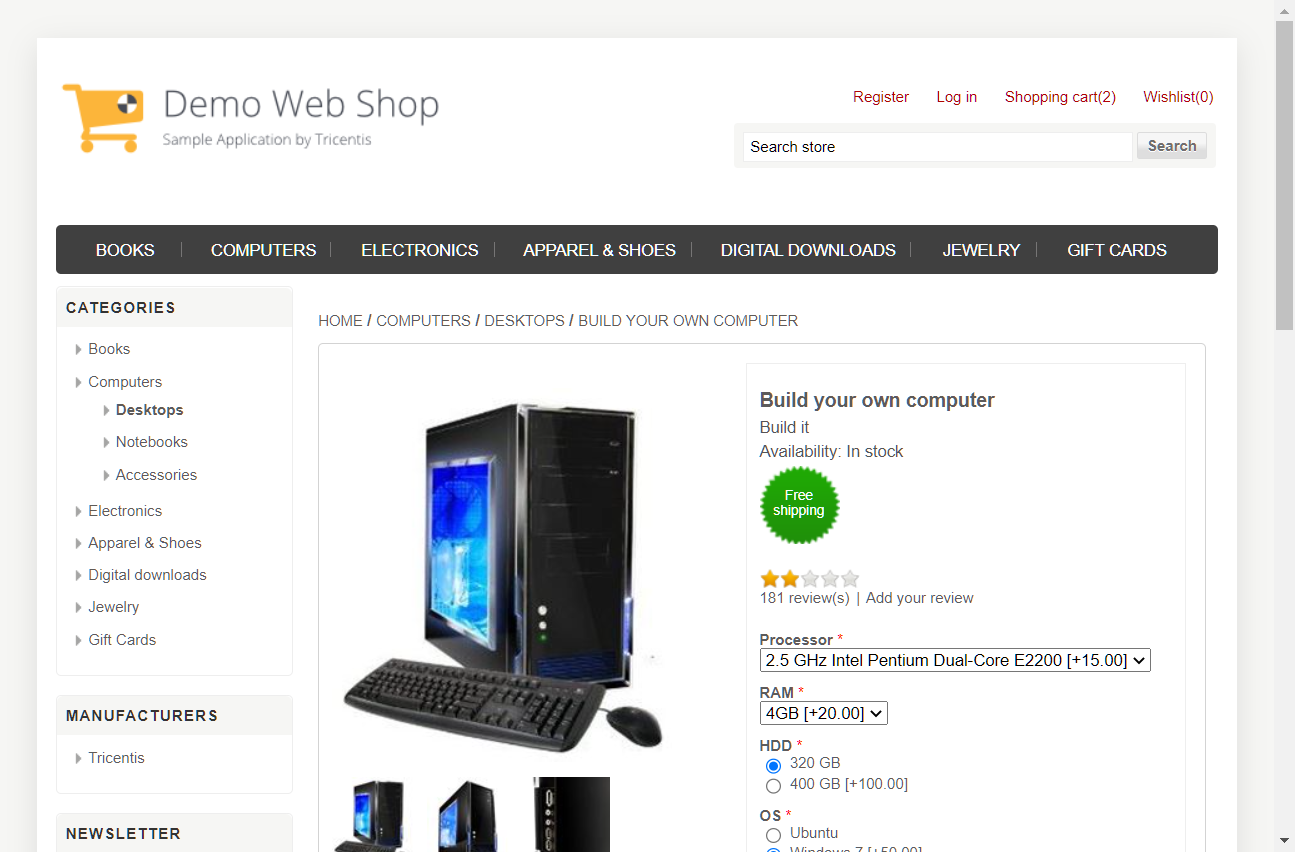 Demo Web Shop
Sample Application by Tricentis
Register Log in Shopping cart(2) Wishlist(0)
Search store Search
BOOKS COMPUTERS ELECTRONICS APPAREL & SHOES DIGITAL DOWNLOADS JEWELRY GIFT CARDS
CATEGORIES
Books
Computers
Desktops
Notebooks
Accessories
Electronics
Apparel & Shoes
Digital downloads
Jewelry
Gift Cards
MANUFACTURERS
Tricentis
NEWSLETTER
HOME / COMPUTERS / DESKTOPS / BUILD YOUR OWN COMPUTER
Build your own computer
Build it
Availability: In stock
Free
shipping
181 review(s) | Add your review
Processor *
2.5 GHz Intel Pentium Dual-Core E2200 [+15.00]
RAM *
4GB [+20.00]
HDD *
320 GB
400 GB [+100.00]
OS *
Ubuntu
Windows 7 [+50.00]